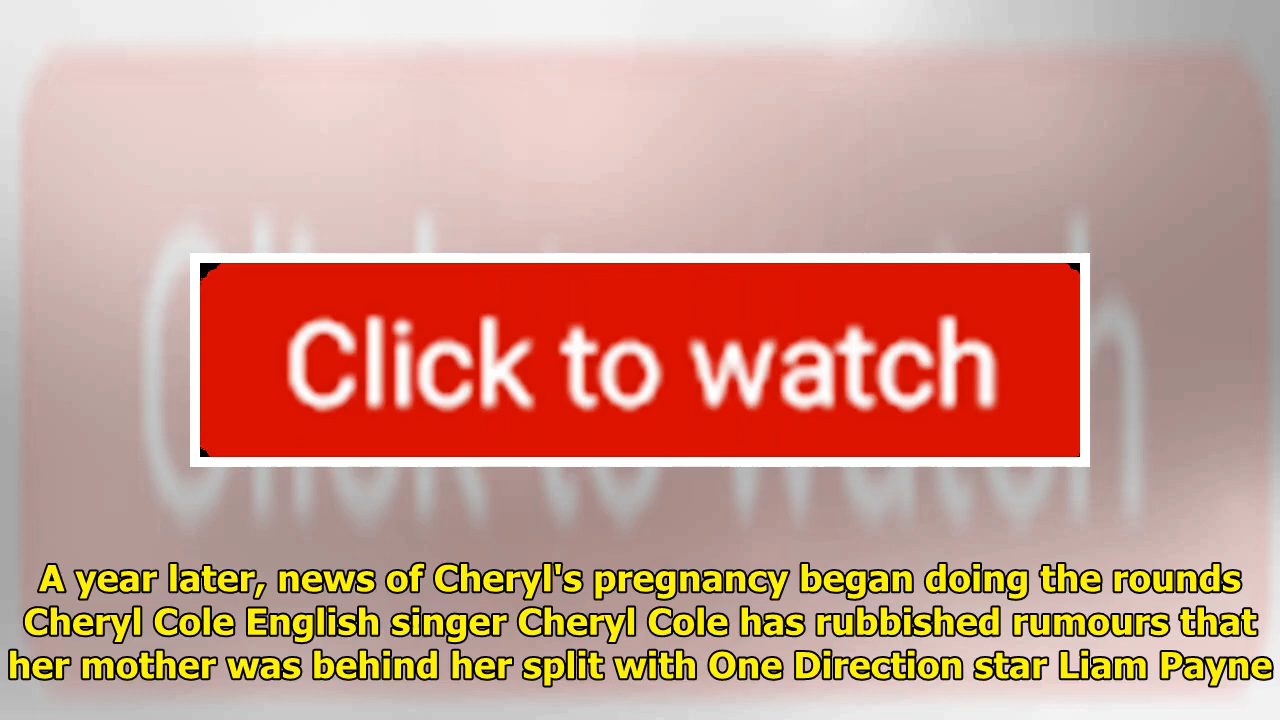 Click to watch
A year later, news of Cheryl's pregnancy began doing the rounds
Cheryl Cole English singer Cheryl Cole has rubbished rumours that
her mother was behind her split with One Direction star Liam Payne